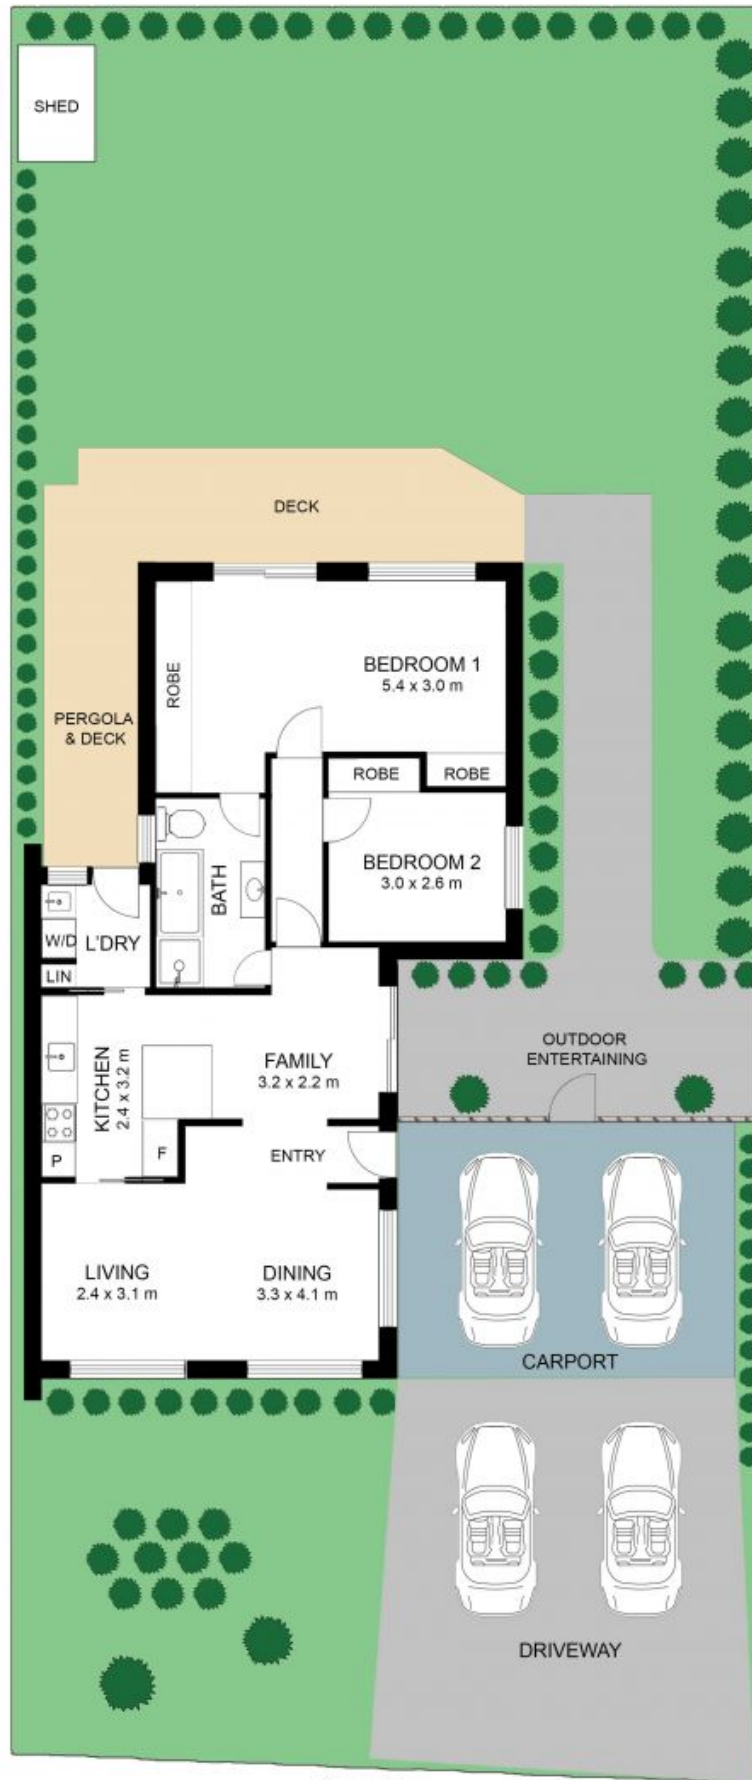 SHED
DECK
PERGOLA
& DECK
ROBE
BEDROOM 1
5.4 x 3.0 m
ROBE
ROBE
BEDROOM 2
3.0 x 2.6 m
BATH
W/D
L'DRY
LIN
KITCHEN
2.4 x 3.2 m
P
F
FAMILY
3.2 x 2.2 m
OUTDOOR
ENTERTAINING
ENTRY
LIVING
2.4 x 3.1 m
DINING
3.3 x 4.1 m
CARPORT
DRIVEWAY